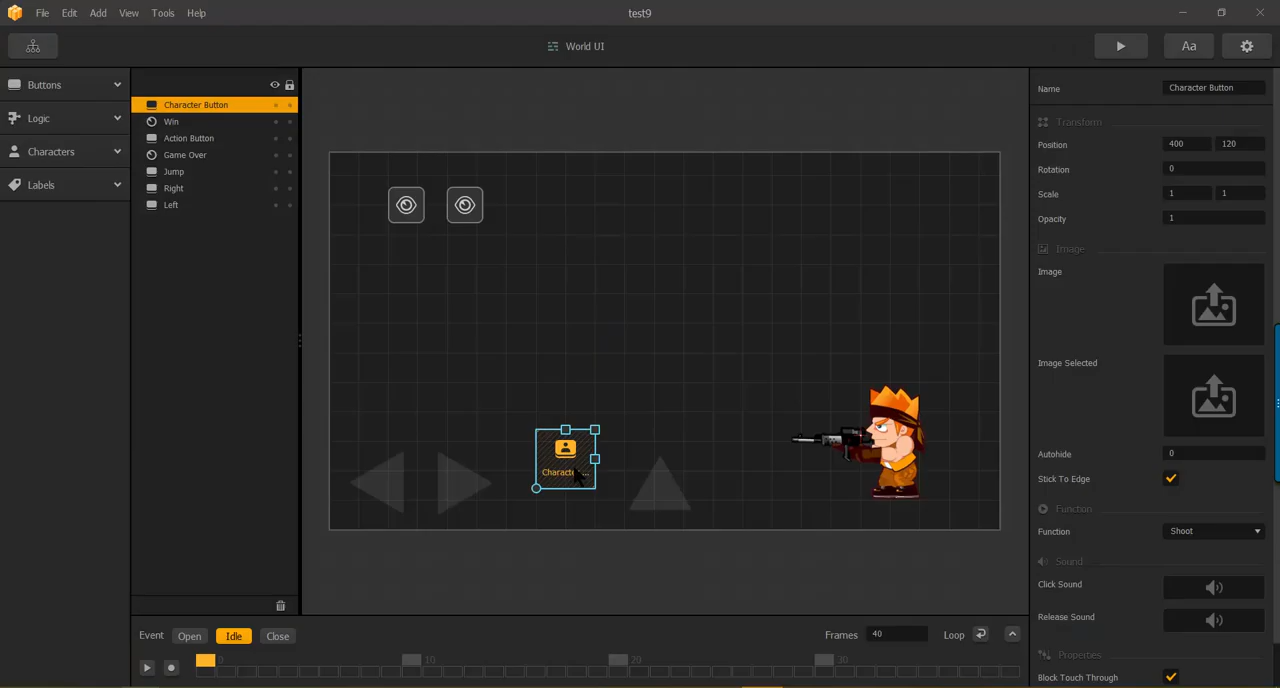 File Edit Add View Tools Help
test9
World UI
Aa
Buttons
Logic
Characters
Labels
Character Button
Win
Action Button
Game Over
Jump
Right
Left
Character...
Name Character Button
Transform
Position 400 120
Rotation 0
Scale 1 1
Opacity 1
Image
Image
Image Selected
Autohide 0
Stick To Edge
Function
Function Shoot
Sound
Click Sound
Release Sound
Properties
Block Touch Through
Event Open Idle Close
Frames 40 Loop
0 10 20 30